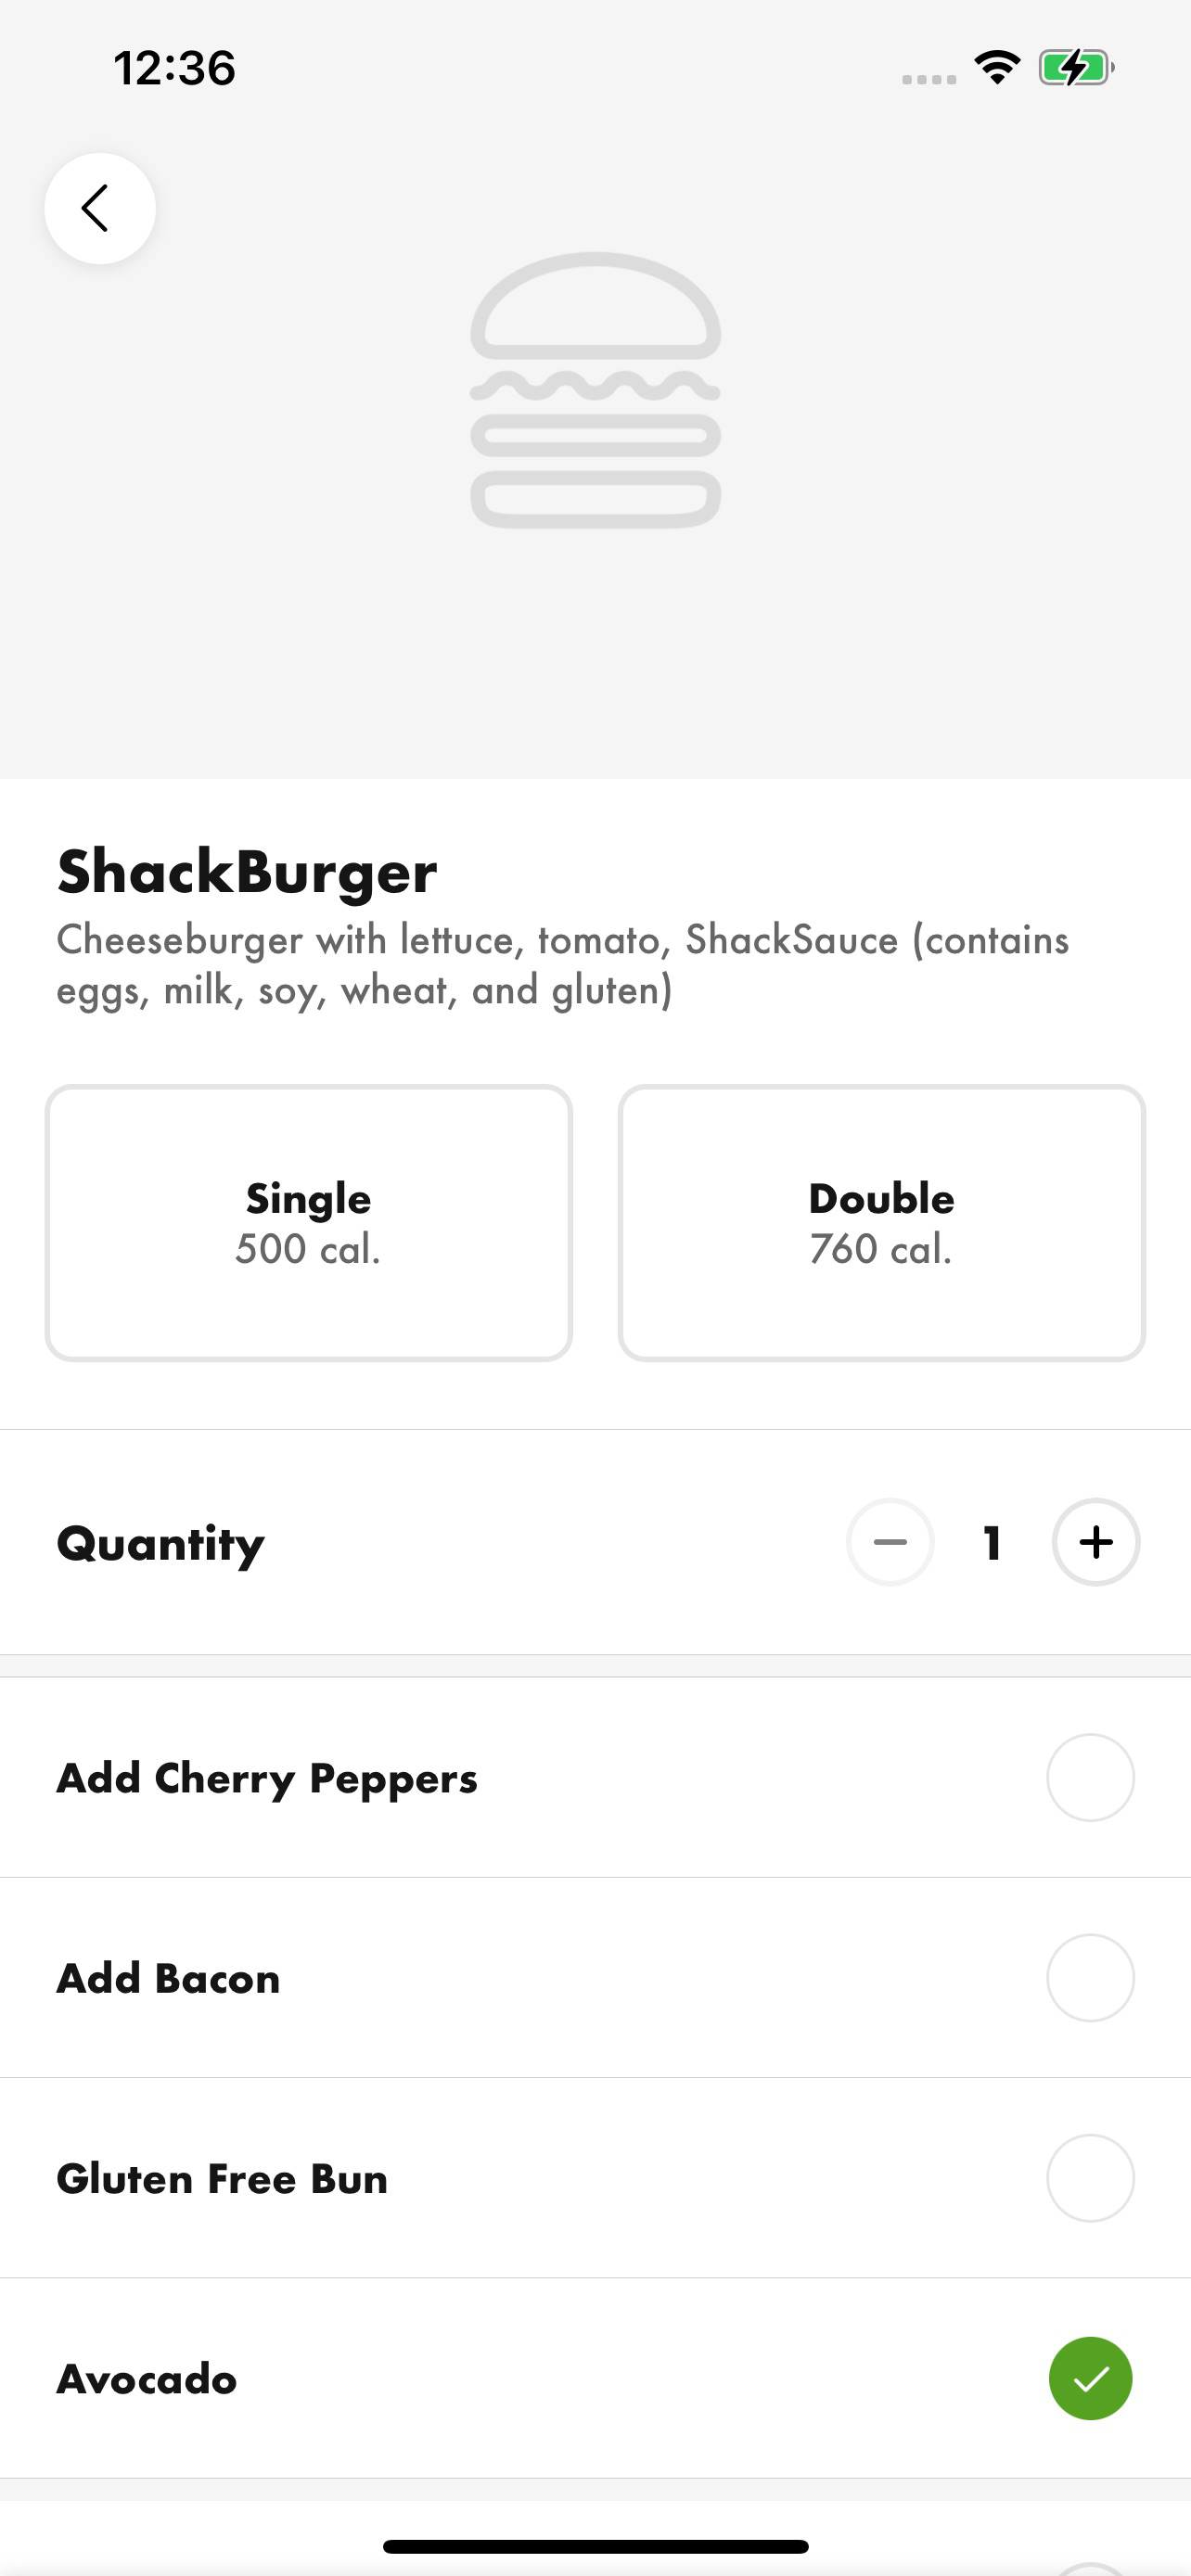 12:36
ShackBurger
Cheeseburger with lettuce, tomato, ShackSauce (contains
eggs, milk, soy, wheat, and gluten)
Single
500 cal.
Double
760 cal.
Quantity
1
Add Cherry Peppers
Add Bacon
Gluten Free Bun
Avocado